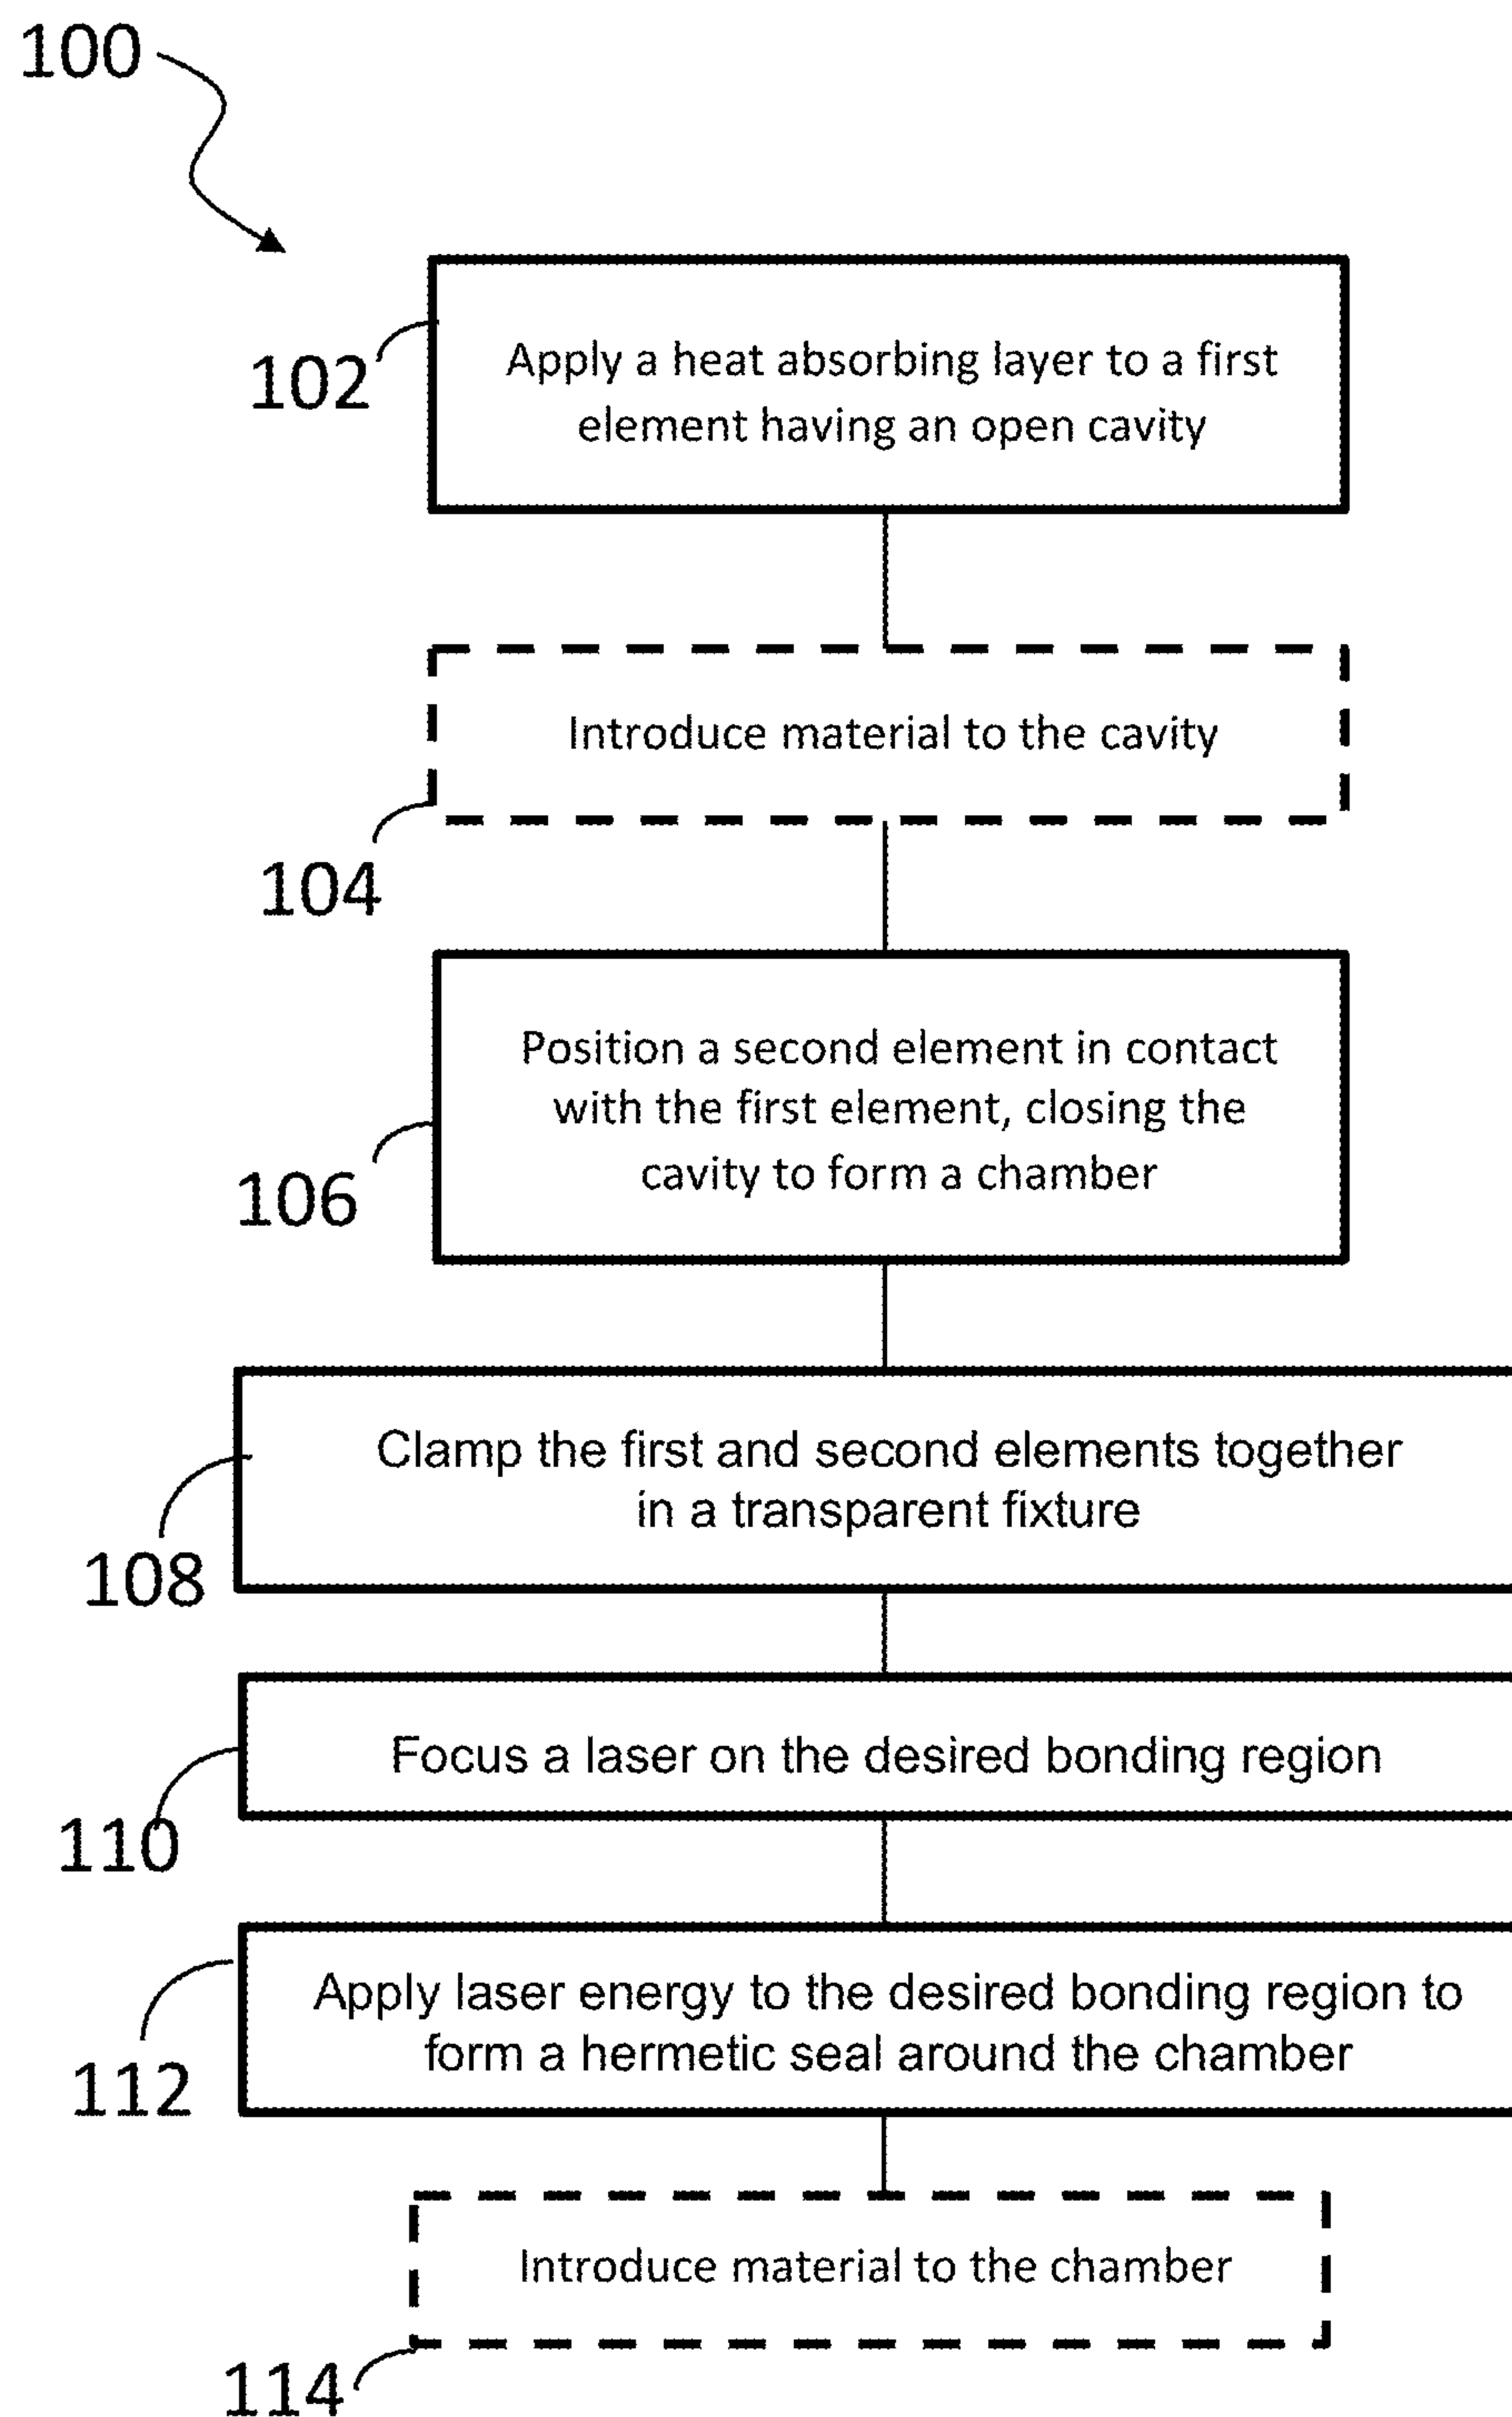 100
102
Apply a heat absorbing layer to a first
element having an open cavity
Introduce material to the cavity
104
Position a second element in contact
with the first element, closing the
cavity to form a chamber
106
Clamp the first and second elements together
in a transparent fixture
108
Focus a laser on the desired bonding region
110
Apply laser energy to the desired bonding region to
form a hermetic seal around the chamber
112
Introduce material to the chamber
114